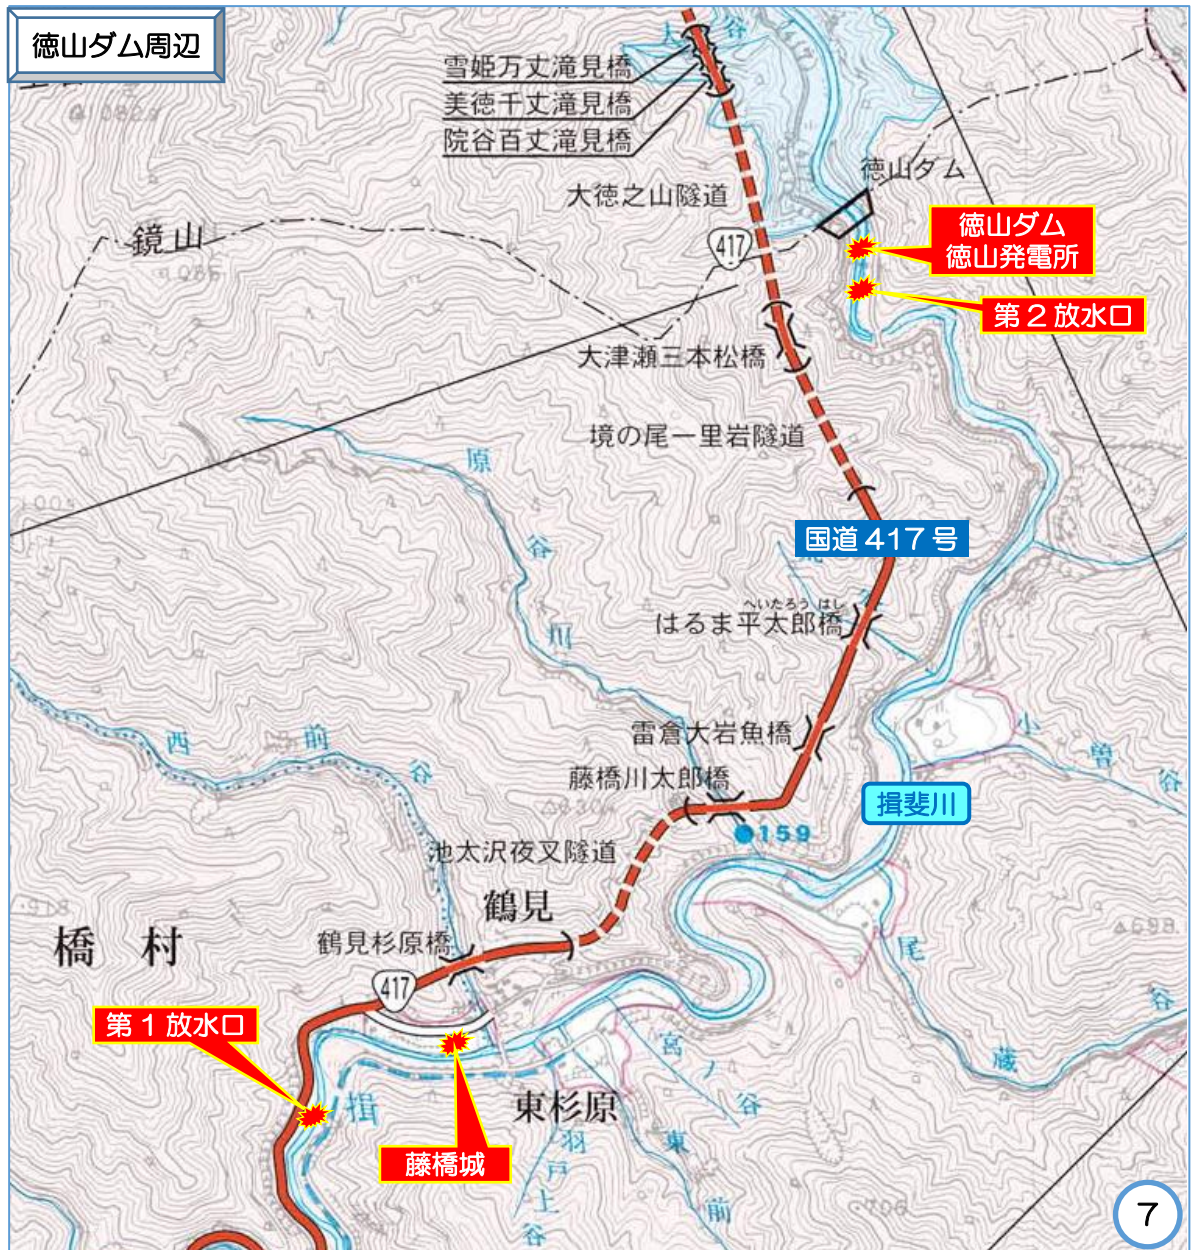 徳山ダム周辺
大谷
雪姫万丈滝見橋
美徳千丈滝見橋
院谷百丈滝見橋
417
大徳之山隧道
徳山ダム
鏡山
417
徳山ダム
徳山発電所
第2放水口
大津瀬三本松橋
境の尾一里岩隧道
原谷川
国道417号
へいたろう はし
はるま平太郎橋
雷倉大岩魚橋
小曽谷
西前谷
藤橋川太郎橋
揖斐川
159
池太沢夜叉隧道
鶴見
橋村
鶴見杉原橋
尾蔵谷
417
第1放水口
宮ノ谷
揖
東杉原
藤橋城
羽戸上谷
東前
706
7